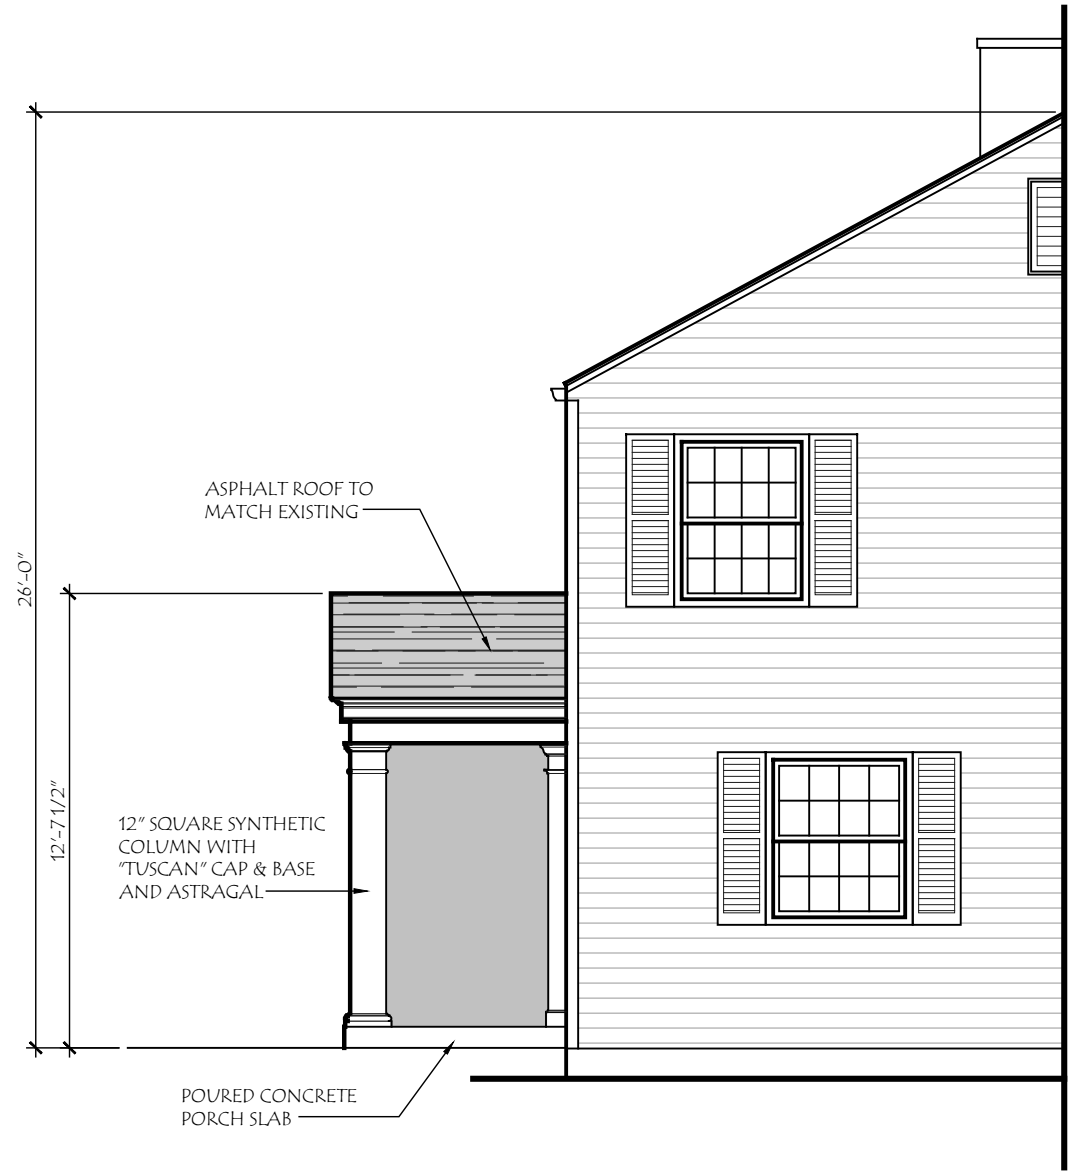 ASPHALT ROOF TO
MATCH EXISTING
26'-0"
12'-7 1/2"
12" SQUARE SYNTHETIC
COLUMN WITH
"TUSCAN" CAP & BASE
AND ASTRAGAL
POURED CONCRETE
PORCH SLAB